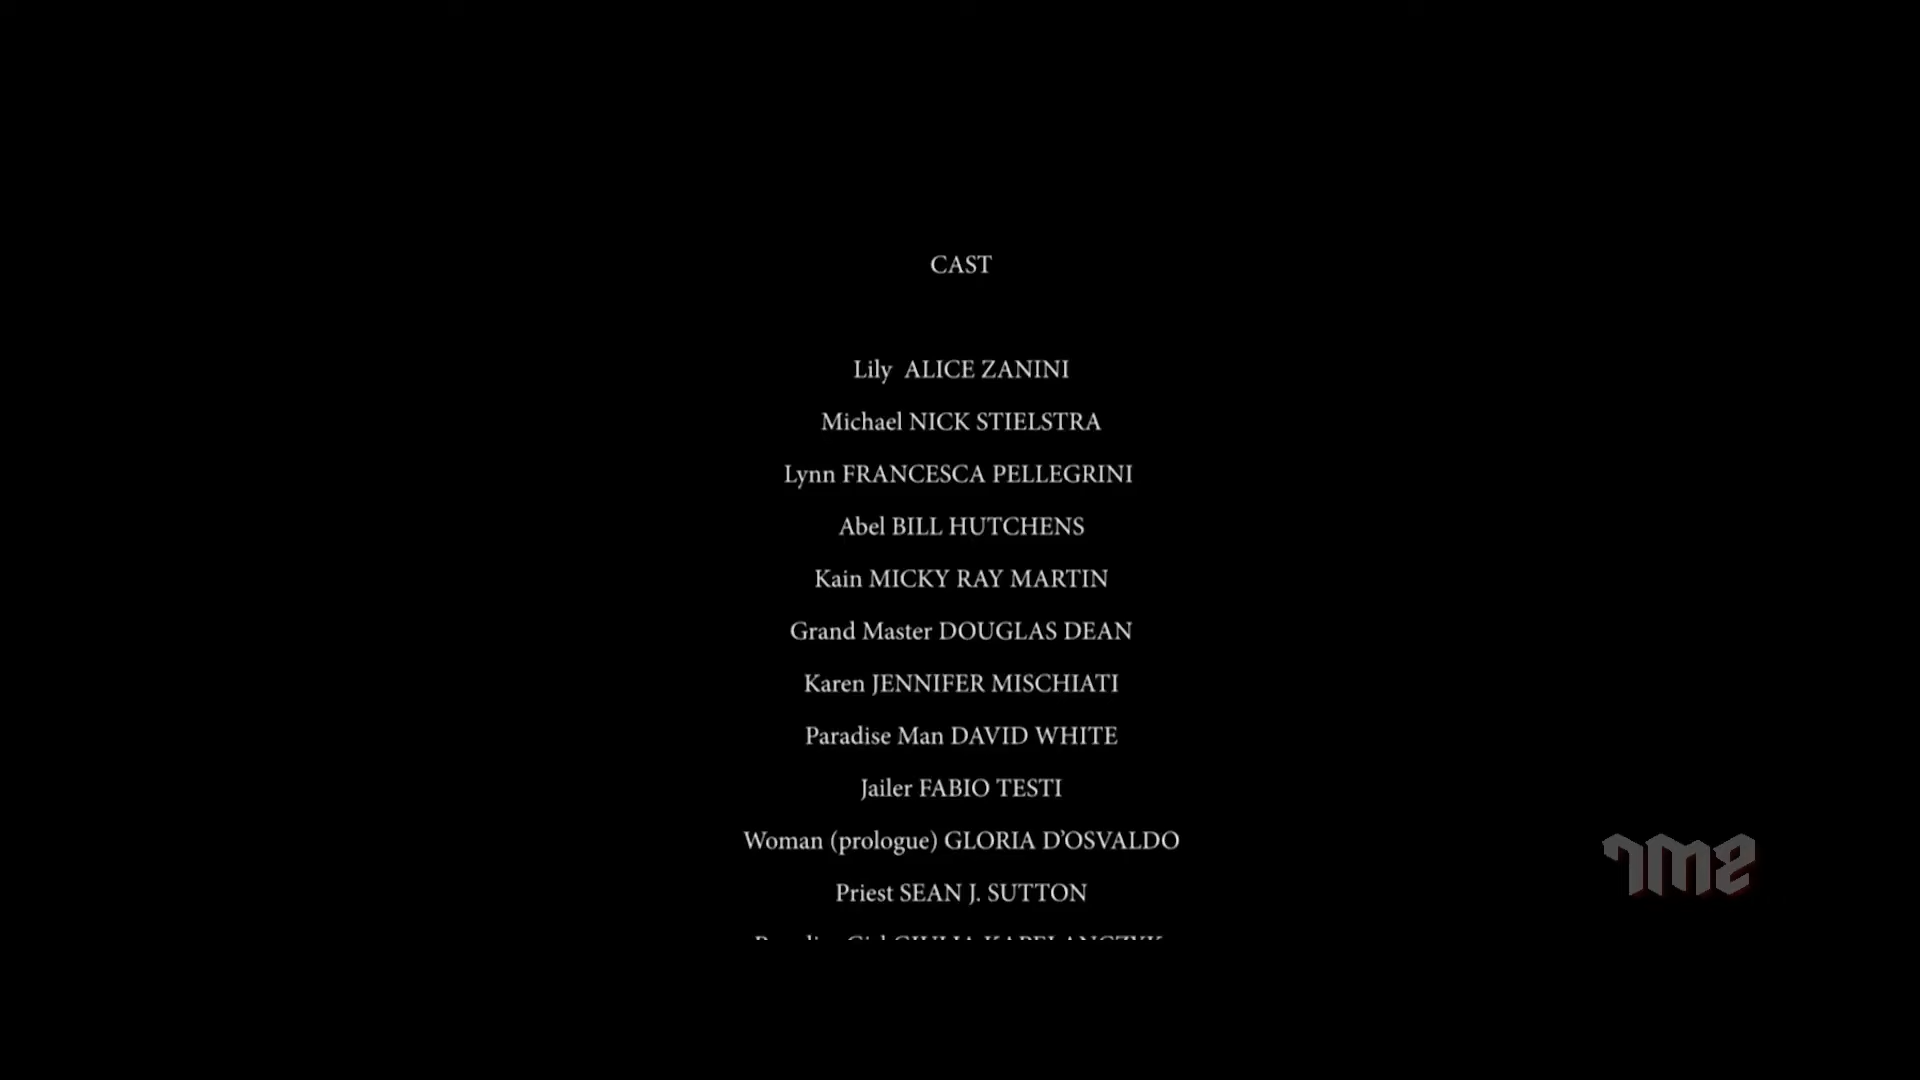 CAST
Lily ALICE ZANINI
Michael NICK STIELSTRA
Lynn FRANCESCA PELLEGRINI
Abel BILL HUTCHENS
Kain MICKY RAY MARTIN
Grand Master DOUGLAS DEAN
Karen JENNIFER MISCHIATI
Paradise Man DAVID WHITE
Jailer FABIO TESTI
Woman (prologue) GLORIA D’OSVALDO
Priest SEAN J. SUTTON